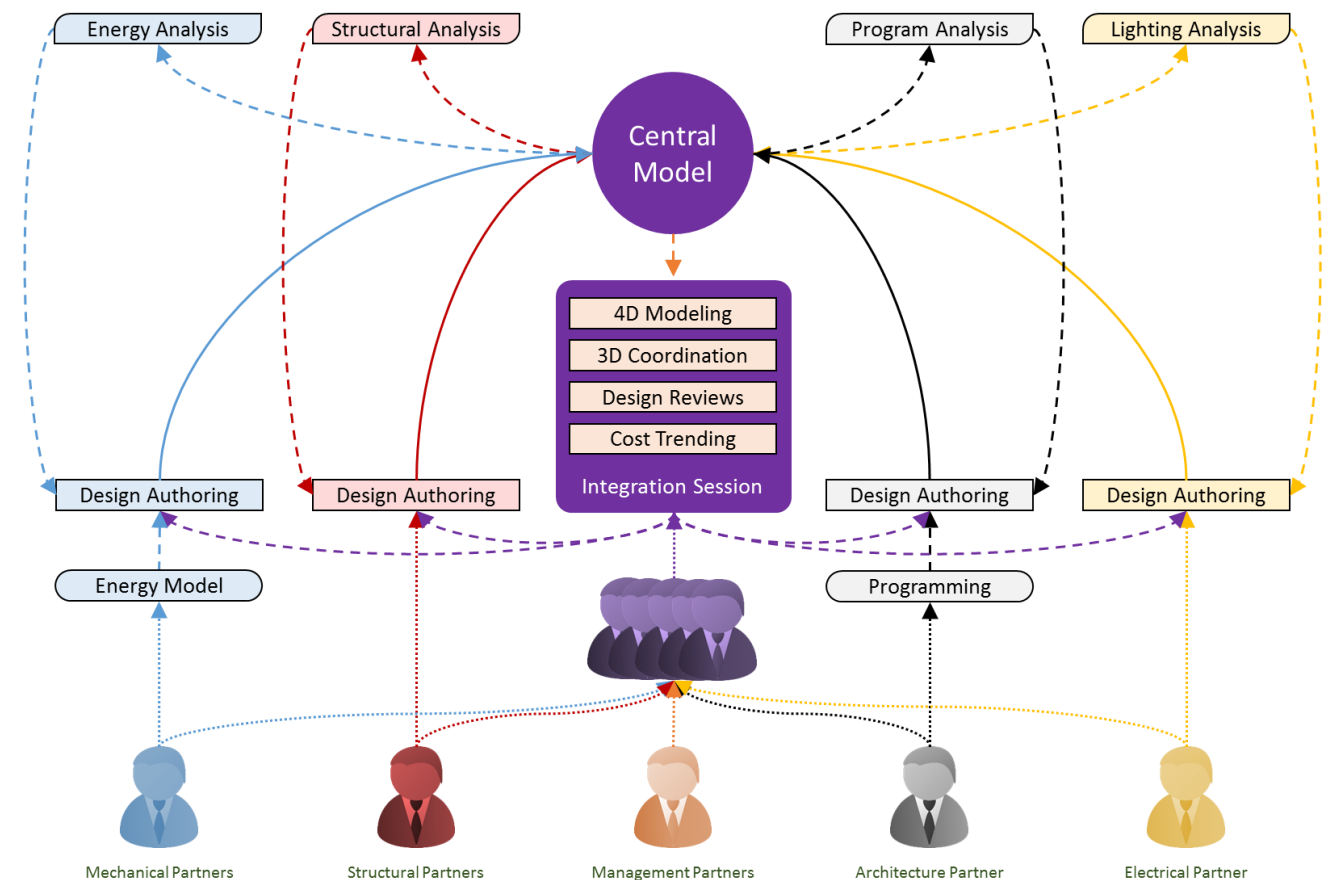 Energy Analysis
Structural Analysis
Program Analysis
Lighting Analysis
Central
Model
4D Modeling
3D Coordination
Design Reviews
Cost Trending
Integration Session
Design Authoring
Design Authoring
Design Authoring
Design Authoring
Energy Model
Programming
Mechanical Partners
Structural Partners
Management Partners
Architecture Partner
Electrical Partner